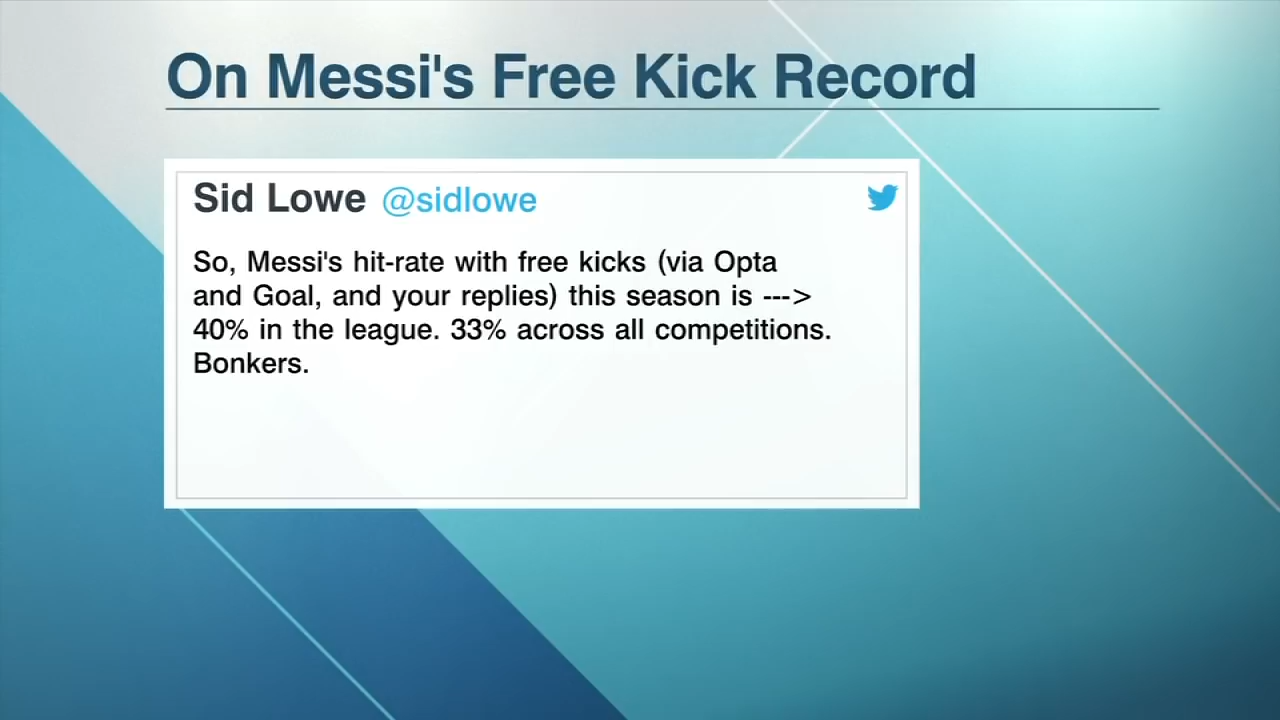 On Messi's Free Kick Record
Sid Lowe @sidlowe
So, Messi's hit-rate with free kicks (via Opta
and Goal, and your replies) this season is --->
40% in the league. 33% across all competitions.
Bonkers.